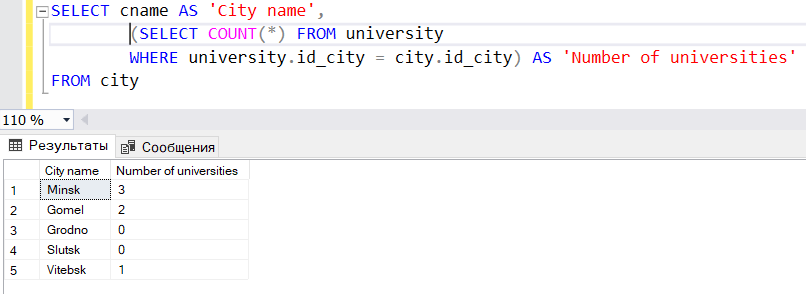 SELECT cname AS 'City name',
(SELECT COUNT(*) FROM university
WHERE university.id_city = city.id_city) AS 'Number of universities'
FROM city
110 %
Результаты Сообщения
City name Number of universities
1 Minsk 3
2 Gomel 2
3 Grodno 0
4 Slutsk 0
5 Vitebsk 1